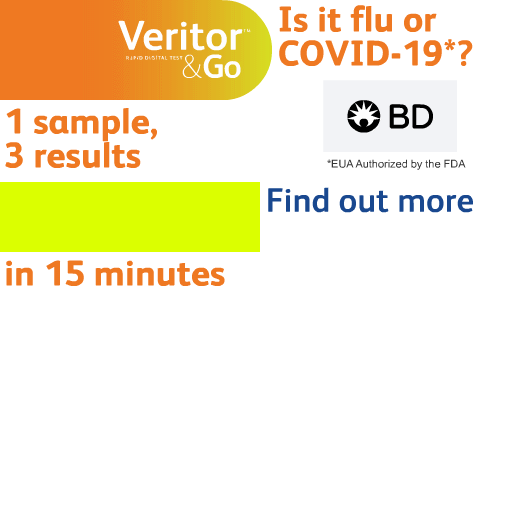 Veritor™
RAPID DIGITAL TEST
&Go
Is it flu or
COVID-19*?
BD
*EUA Authorized by the FDA
1 sample,
3 results
Find out more
in 15 minutes